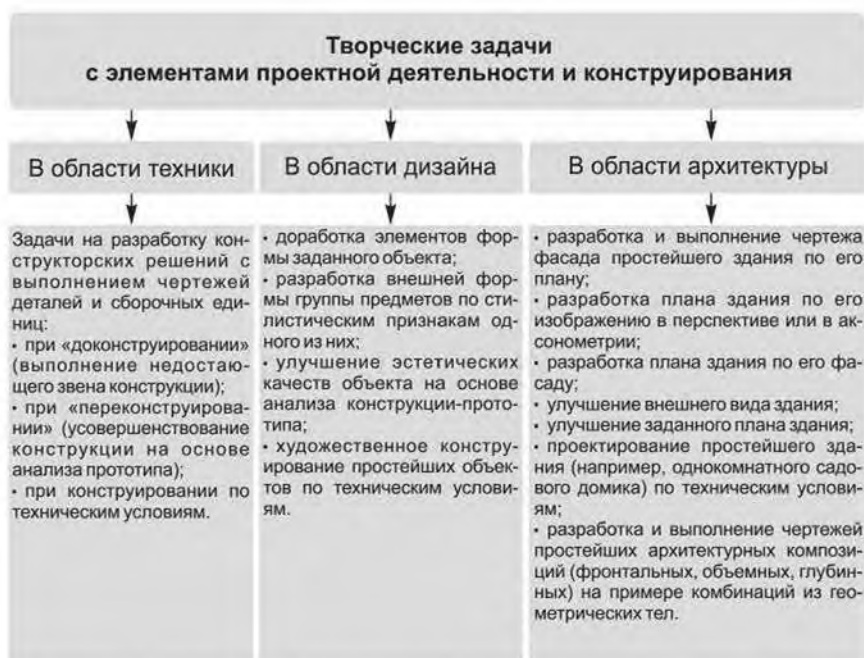 Творческие задачи
с элементами проектной деятельности и конструирования
В области техники
В области дизайна
В области архитектуры
Задачи на разработку кон-
структорских решений с
выполнением чертежей
деталей и сборочных еди-
ниц:
• при «доконструировании»
(выполнение недостаю-
щего звена конструкции);
• при «переконструирова-
нии» (усовершенствование
конструкции на основе
анализа прототипа);
• при конструировании по
техническим условиям.
• доработка элементов фор-
мы заданного объекта;
• разработка внешней фор-
мы группы предметов по сти-
листическим признакам од-
ного из них;
• улучшение эстетических
качеств объекта на основе
анализа конструкции-прото-
типа;
• художественное констру-
ирование простейших объек-
тов по техническим услови-
ям.
• разработка и выполнение чертежа
фасада простейшего здания по его
плану;
• разработка плана здания по его
изображению в перспективе или в ак-
сонометрии;
• разработка плана здания по его фа-
саду;
• улучшение внешнего вида здания;
• улучшение заданного плана здания;
• проектирование простейшего зда-
ния (например, однокомнатного садо-
вого домика) по техническим услови-
ям;
• разработка и выполнение чертежей
простейших архитектурных компози-
ций (фронтальных, объемных, глубин-
ных) на примере комбинаций из гео-
метрических тел.